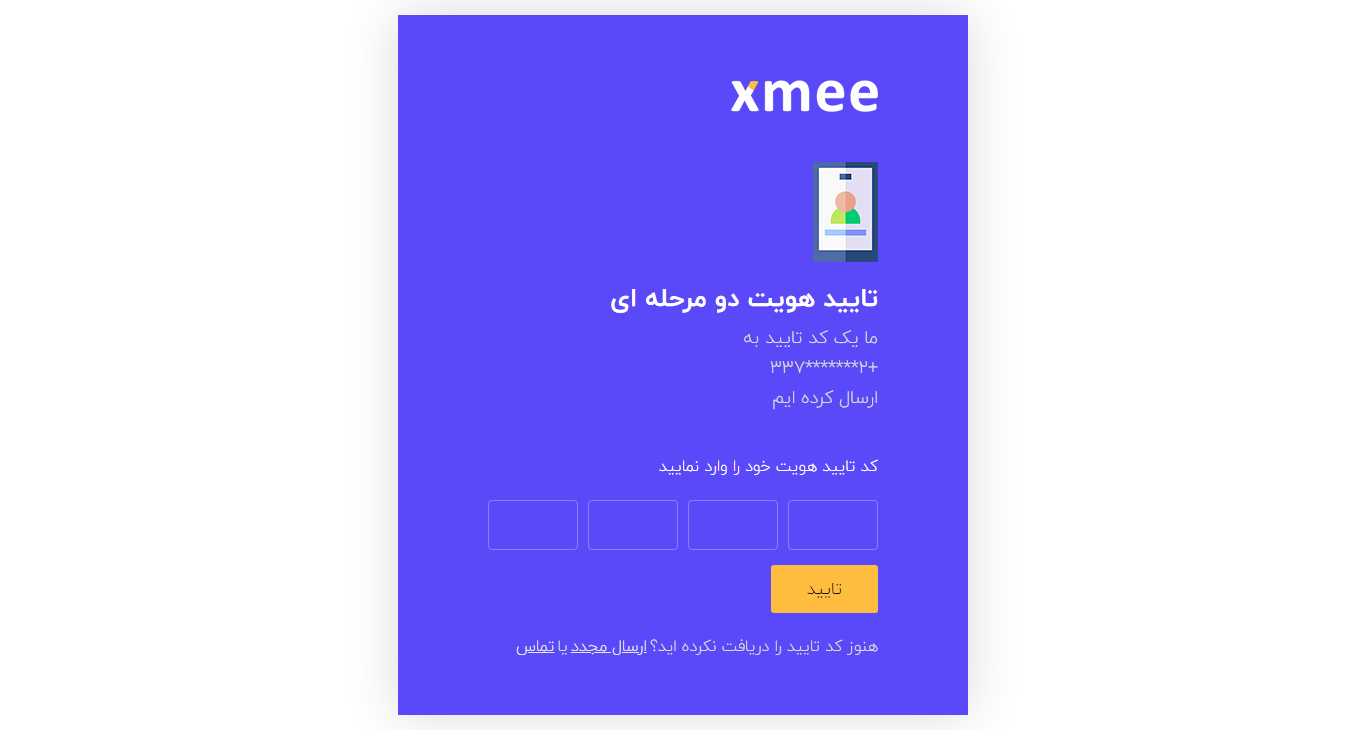 xmee
تایید هویت دو مرحله ای
ما یک کد تایید به
+۲*******۳۳۷
ارسال کرده ایم
کد تایید هویت خود را وارد نمایید
تایید
هنوز کد تایید را دریافت نکرده اید؟ ارسال مجدد یا تماس